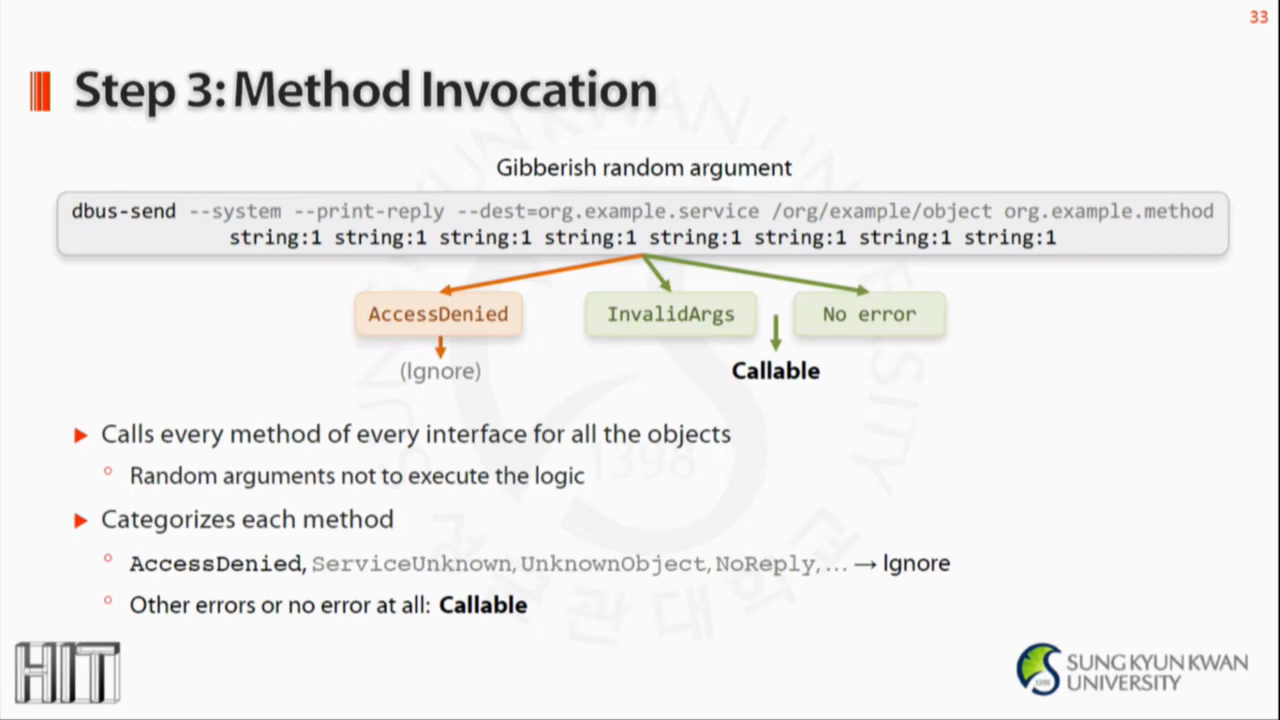 33
Step 3: Method Invocation
Gibberish random argument
dbus-send --system --print-reply --dest=org.example.service /org/example/object org.example.method
string:1 string:1 string:1 string:1 string:1 string:1 string:1 string:1
AccessDenied
InvalidArgs
No error
(Ignore)
Callable
Calls every method of every interface for all the objects
Random arguments not to execute the logic
Categorizes each method
AccessDenied, ServiceUnknown, UnknownObject, NoReply, … → Ignore
Other errors or no error at all: Callable
HIT
1398
SUNG KYUN KWAN
UNIVERSITY